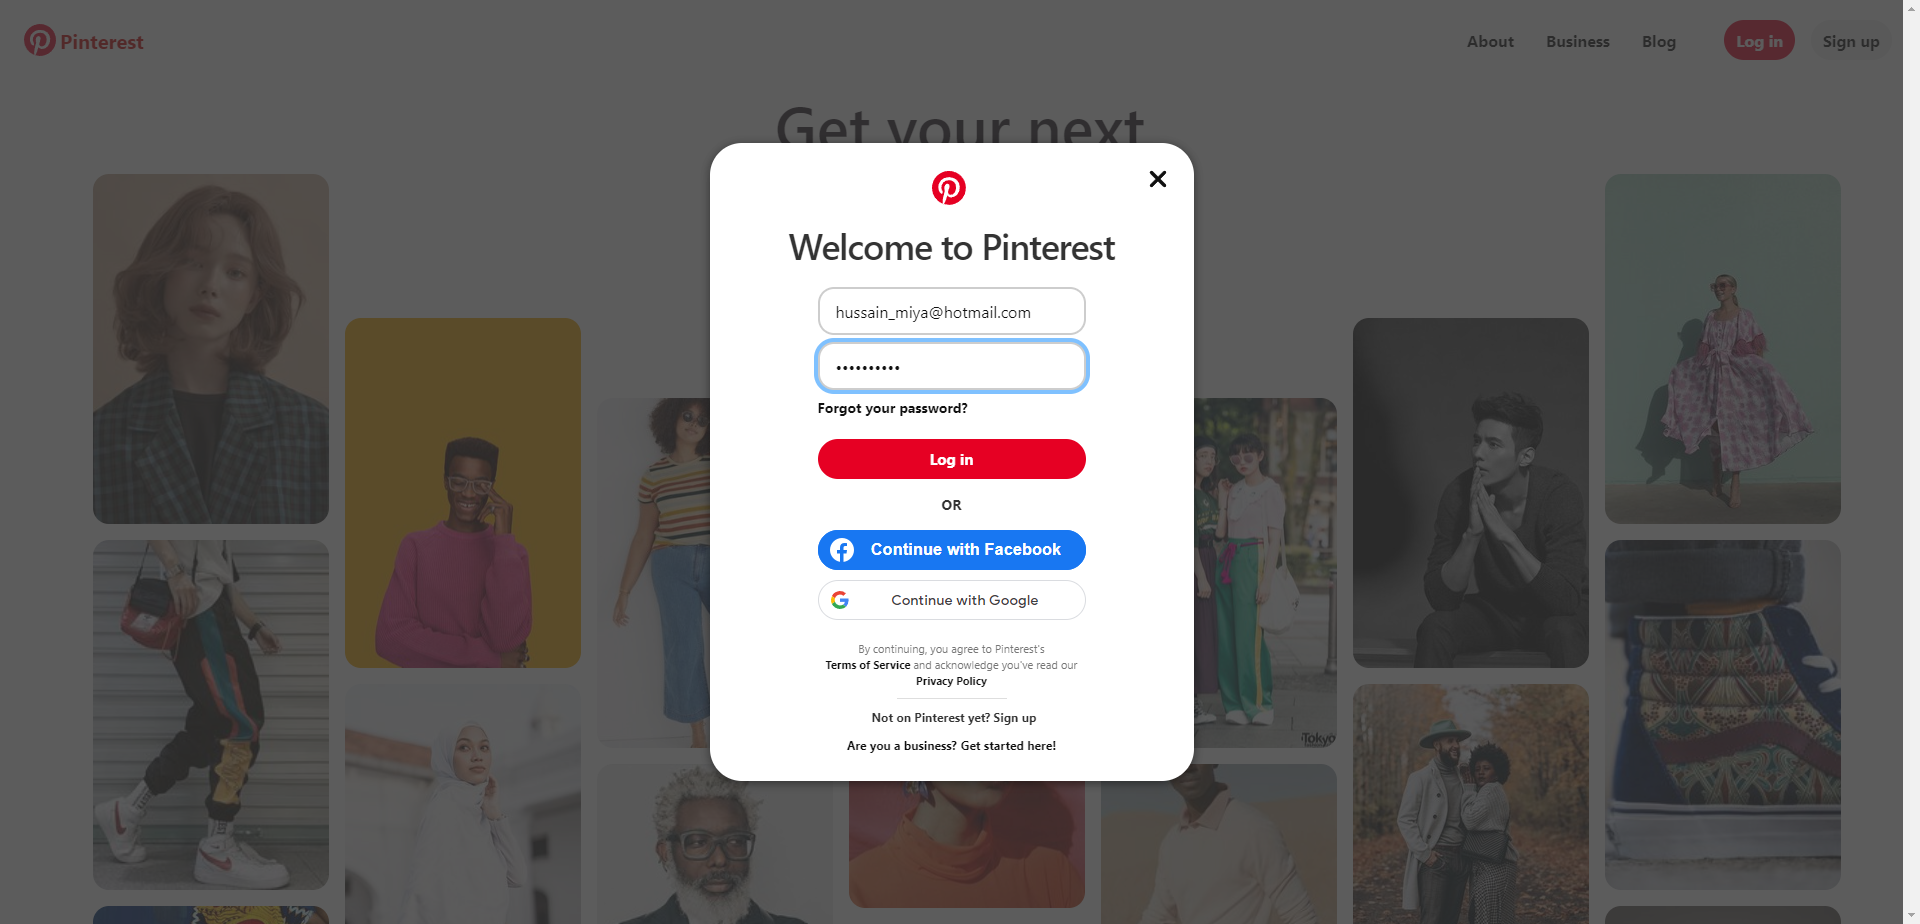 Pinterest
About
Business
Blog
Log in
Sign up
Get your next
Welcome to Pinterest
hussain_miya@hotmail.com
••••••••••
Forgot your password?
Log in
OR
Continue with Facebook
Continue with Google
By continuing, you agree to Pinterest's
Terms of Service and acknowledge you've read our
Privacy Policy
Not on Pinterest yet? Sign up
Are you a business? Get started here!
Tokyo